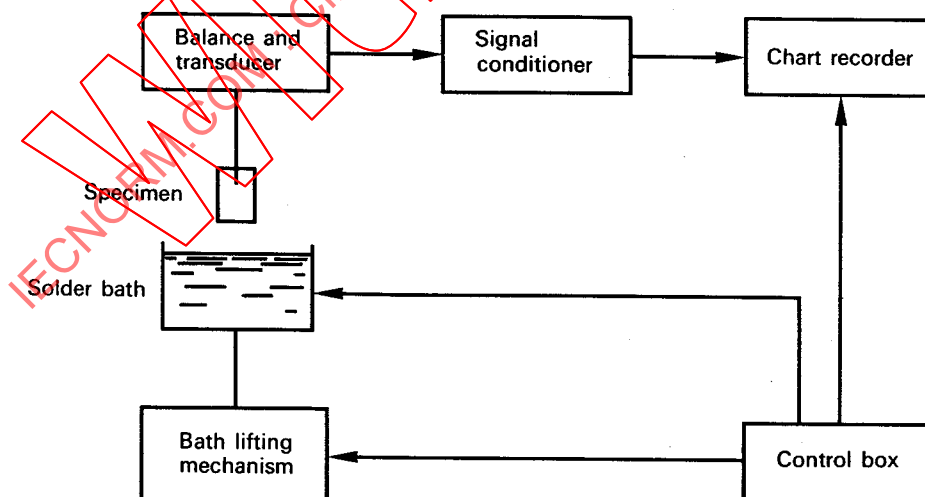 Balance and
transducer
Signal
conditioner
Chart recorder
Specimen
Solder bath
Bath lifting
mechanism
Control box
IECNORM.COM